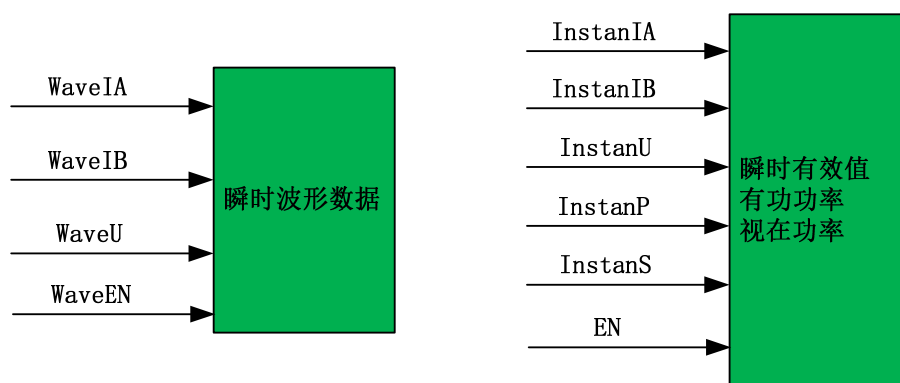 WaveIA
WaveIB
WaveU
WaveEN
瞬时波形数据
InstanIA
InstanIB
InstanU
InstanP
InstanS
EN
瞬时有效值
有功功率
视在功率